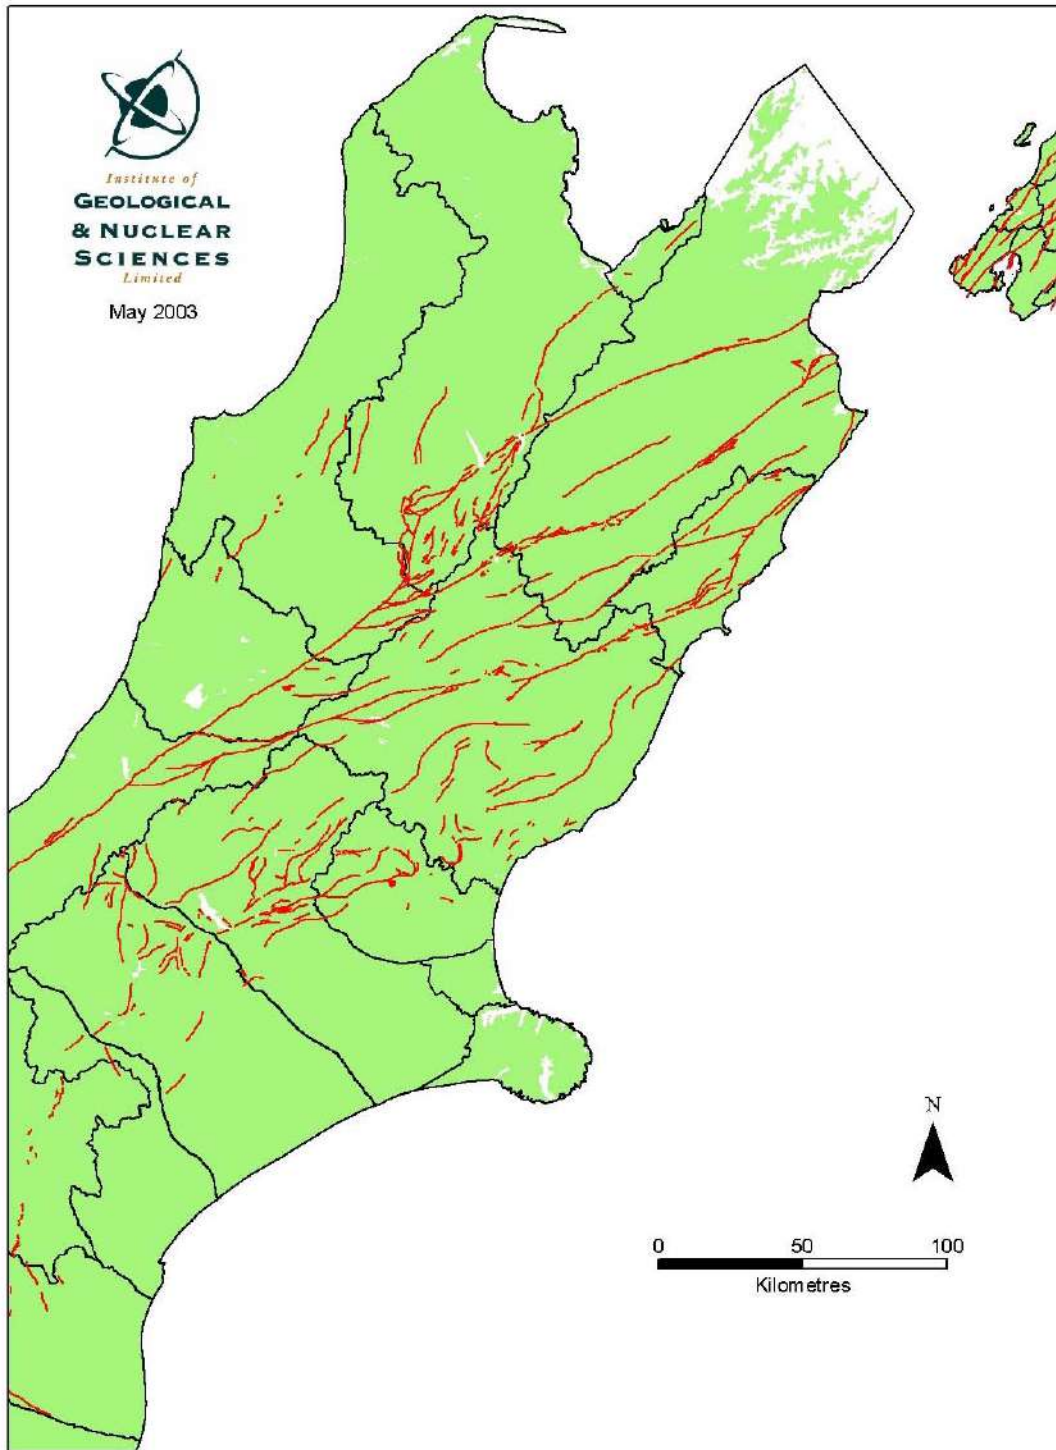 Institute of
GEOLOGICAL
& NUCLEAR
SCIENCES
Limited
May 2003
N
0 50 100
Kilometres